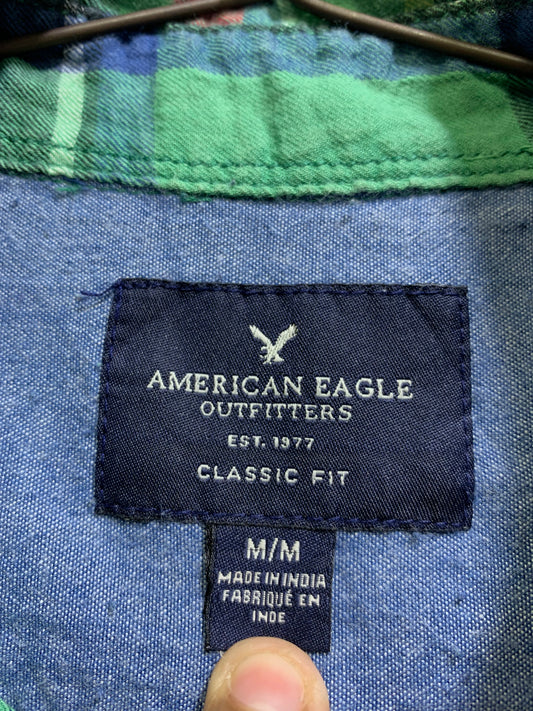 AMERICAN EAGLE
OUTFITTERS
EST. 1977
CLASSIC FIT
M/M
MADE IN INDIA
FABRIQUÉ EN
INDE